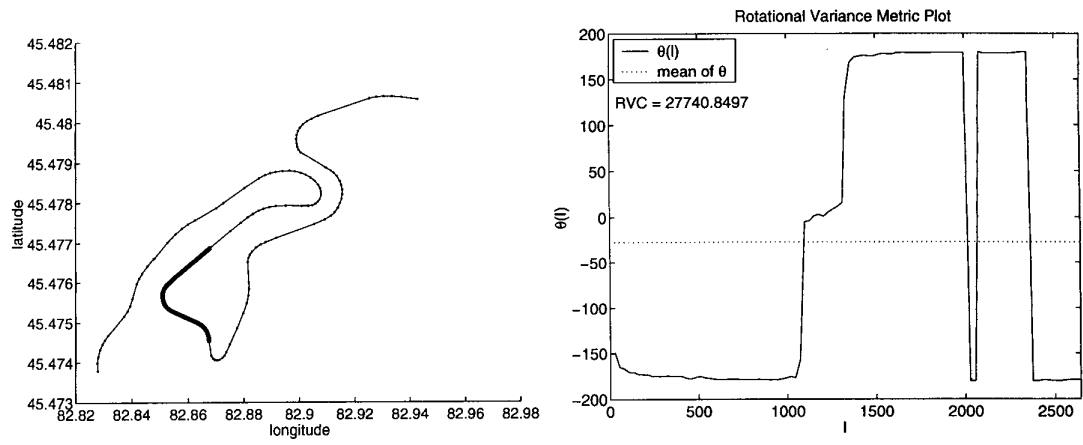 45.482
45.481
45.48
45.479
45.478
45.477
45.476
45.475
45.474
45.473
latitude
82.82 82.84 82.86 82.88 82.9 82.92 82.94 82.96 82.98
longitude
Rotational Variance Metric Plot
200
150
100
50
0
−50
−100
−150
−200
θ(l)
θ(l)
mean of θ
RVC = 27740.8497
0 500 1000 1500 2000 2500
l